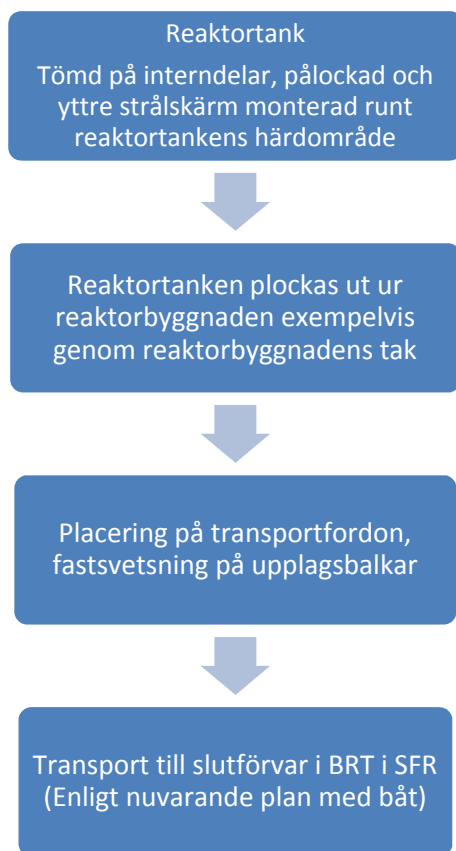 Reaktortank
Tömd på interndelar, pålockad och
yttre strålskärm monterad runt
reaktortankens härdområde
Reaktortanken plockas ut ur
reaktorbyggnaden exempelvis
genom reaktorbyggnadens tak
Placering på transportfordon,
fastsvetsning på upplagsbalkar
Transport till slutförvar i BRT i SFR
(Enligt nuvarande plan med båt)